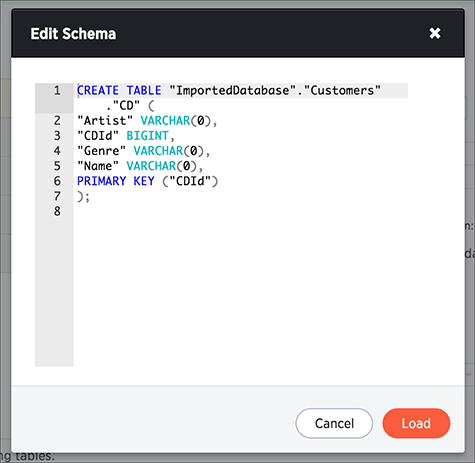 Edit Schema
1 CREATE TABLE "ImportedDatabase"."Customers"
."CD" (
2 "Artist" VARCHAR(0),
3 "CDId" BIGINT,
4 "Genre" VARCHAR(0),
5 "Name" VARCHAR(0),
6 PRIMARY KEY ("CDId")
7 );
8
n:
da
Cancel Load
ng tables.